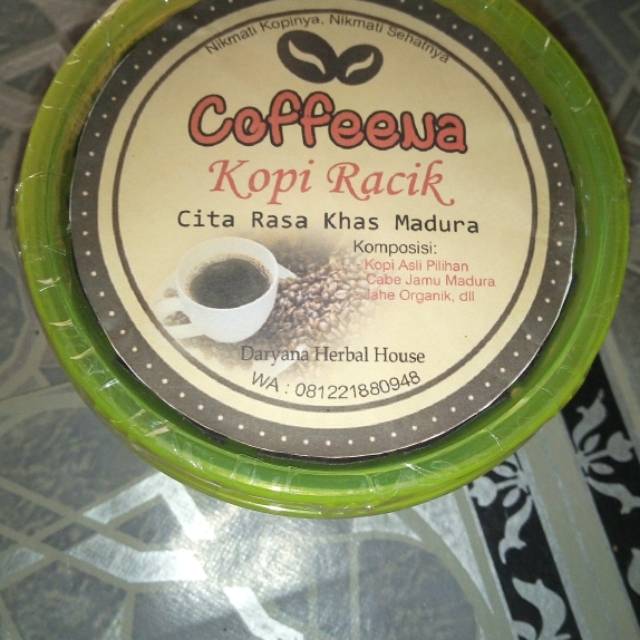 Nikmati Kopinya, Nikmati Sehatnya
Coffeena
Kopi Racik
Cita Rasa Khas Madura
Komposisi:
Kopi Asli Pilihan
Cabe Jamu Madura
Jahe Organik, dll
Daryana Herbal House
WA : 081221880948